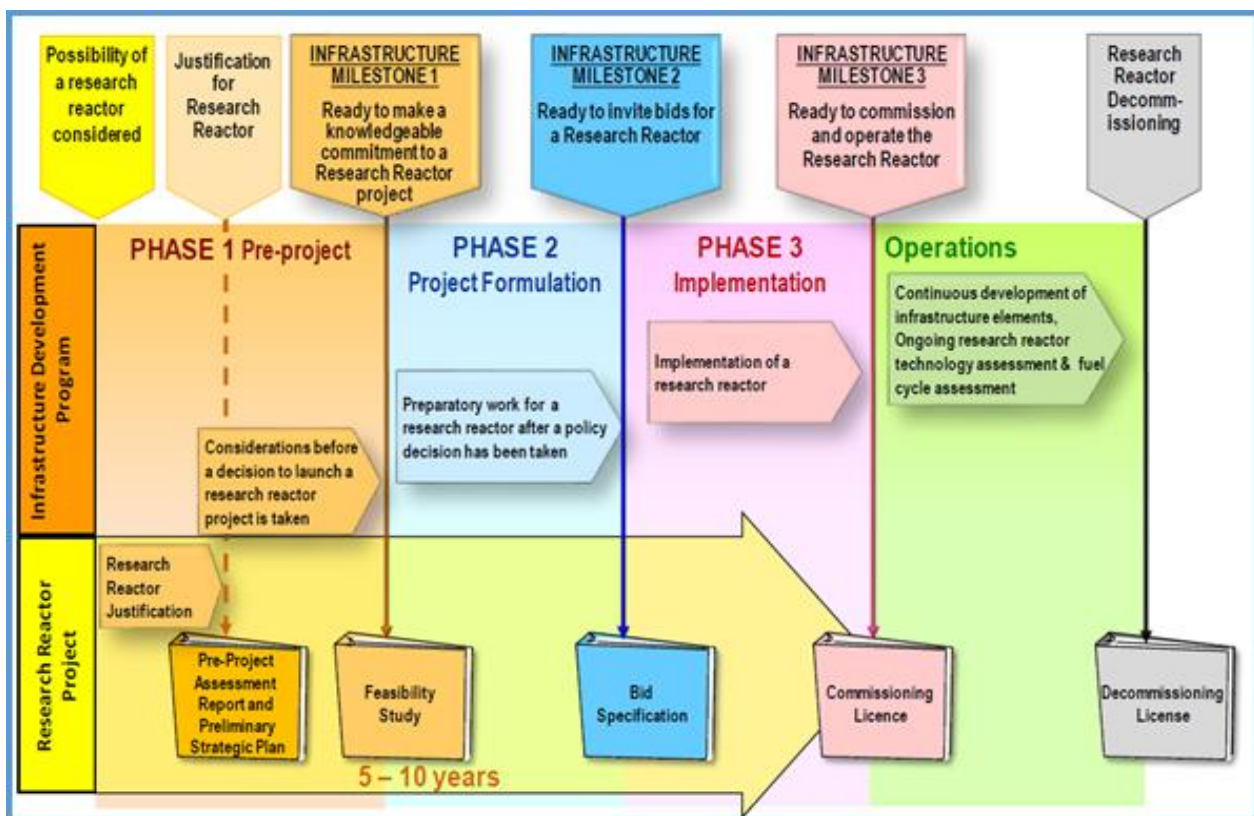 Possibility of
a research
reactor
considered
Justification
for
Research
Reactor
INFRASTRUCTURE
MILESTONE 1
Ready to make a
knowledgeable
commitment to a
Research Reactor
project
INFRASTRUCTURE
MILESTONE 2
Ready to invite bids for
a Research Reactor
INFRASTRUCTURE
MILESTONE 3
Ready to commission
and operate the
Research Reactor
Research
Reactor
Decomm-
issioning
Infrastructure Development
Program
PHASE 1 Pre-project
PHASE 2
Project Formulation
PHASE 3
Implementation
Operations
Considerations before
a decision to launch a
research reactor
project is taken
Preparatory work for a
research reactor after a policy
decision has been taken
Implementation of a
research reactor
Continuous development of
infrastructure elements,
Ongoing research reactor
technology assessment & fuel
cycle assessment
Research Reactor
Project
Research
Reactor
Justification
Pre-Project
Assessment
Report and
Preliminary
Strategic Plan
Feasibility
Study
Bid
Specification
Commissioning
Licence
Decommissioning
License
5 – 10 years